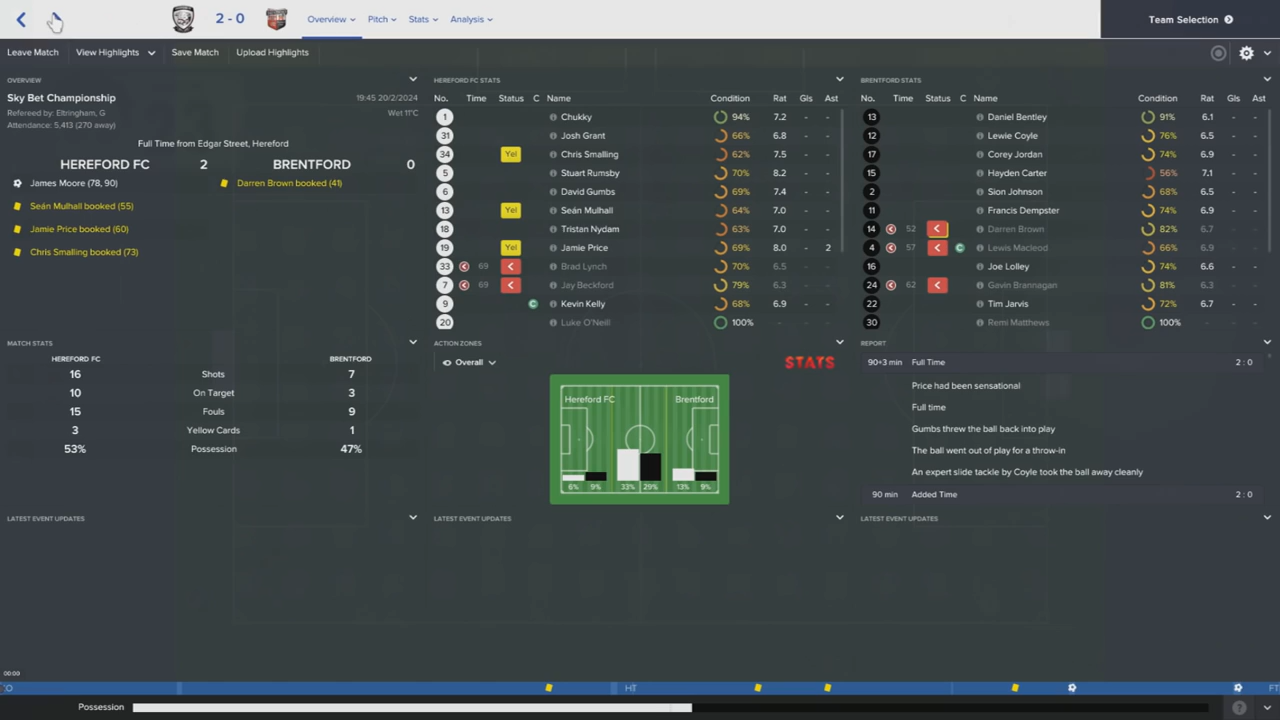 2 - 0
Overview
Pitch
Stats
Analysis
Team Selection
Leave Match
View Highlights
Save Match
Upload Highlights
OVERVIEW
Sky Bet Championship
19:45 20/2/2024
Refereed by: Eltringham, G
Wet 11°C
Attendance: 5,413 (270 away)
Full Time from Edgar Street, Hereford
HEREFORD FC 2 BRENTFORD 0
James Moore (78, 90)
Darren Brown booked (41)
Seán Mulhall booked (55)
Jamie Price booked (60)
Chris Smalling booked (73)
MATCH STATS
HEREFORD FC BRENTFORD
16 Shots 7
10 On Target 3
15 Fouls 9
3 Yellow Cards 1
53% Possession 47%
LATEST EVENT UPDATES
HEREFORD FC STATS
No. Time Status C Name Condition Rat Gls Ast
1 Chukky 94% 7.2 - -
31 Josh Grant 66% 6.8 - -
34 Yel Chris Smalling 62% 7.5 - -
5 Stuart Rumsby 70% 8.2 - -
6 David Gumbs 69% 7.4 - -
13 Yel Seán Mulhall 64% 7.0 - -
18 Tristan Nydam 63% 7.0 - -
19 Yel Jamie Price 69% 8.0 - 2
33 69 Brad Lynch 70% 6.5 - -
7 69 Jay Beckford 79% 6.3 - -
9 C Kevin Kelly 68% 6.9 - -
20 Luke O'Neill 100% - - -
ACTION ZONES
Overall
STATS
Hereford FC Brentford
6% 9% 33% 29% 13% 9%
LATEST EVENT UPDATES
BRENTFORD STATS
No. Time Status C Name Condition Rat Gls Ast
13 Daniel Bentley 91% 6.1 - -
12 Lewie Coyle 76% 6.5 - -
17 Corey Jordan 74% 6.9 - -
15 Hayden Carter 56% 7.1 - -
2 Sion Johnson 68% 6.5 - -
11 Francis Dempster 74% 6.9 - -
14 52 Darren Brown 82% 6.7 - -
4 57 C Lewis Macleod 66% 6.9 - -
16 Joe Lolley 74% 6.6 - -
24 62 Gavin Brannagan 81% 6.3 - -
22 Tim Jarvis 72% 6.7 - -
30 Remi Matthews 100% - - -
REPORT
90+3 min Full Time 2 : 0
Price had been sensational
Full time
Gumbs threw the ball back into play
The ball went out of play for a throw-in
An expert slide tackle by Coyle took the ball away cleanly
90 min Added Time 2 : 0
LATEST EVENT UPDATES
00:00
KO HT FT
Possession